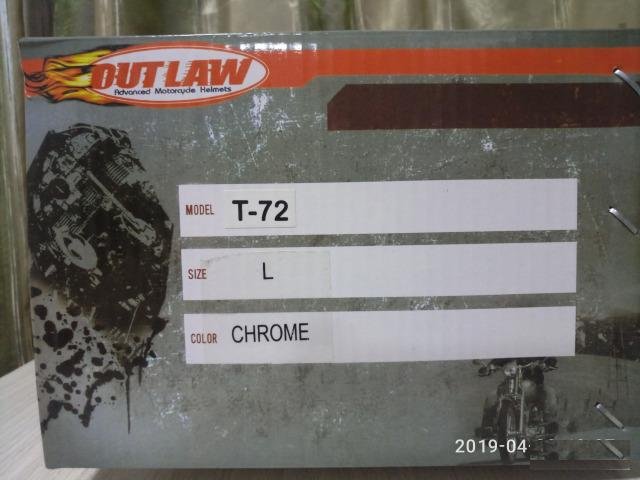 OUTLAW
Advanced Motorcycle Helmets
MODEL T-72
SIZE L
COLOR CHROME
2019-04